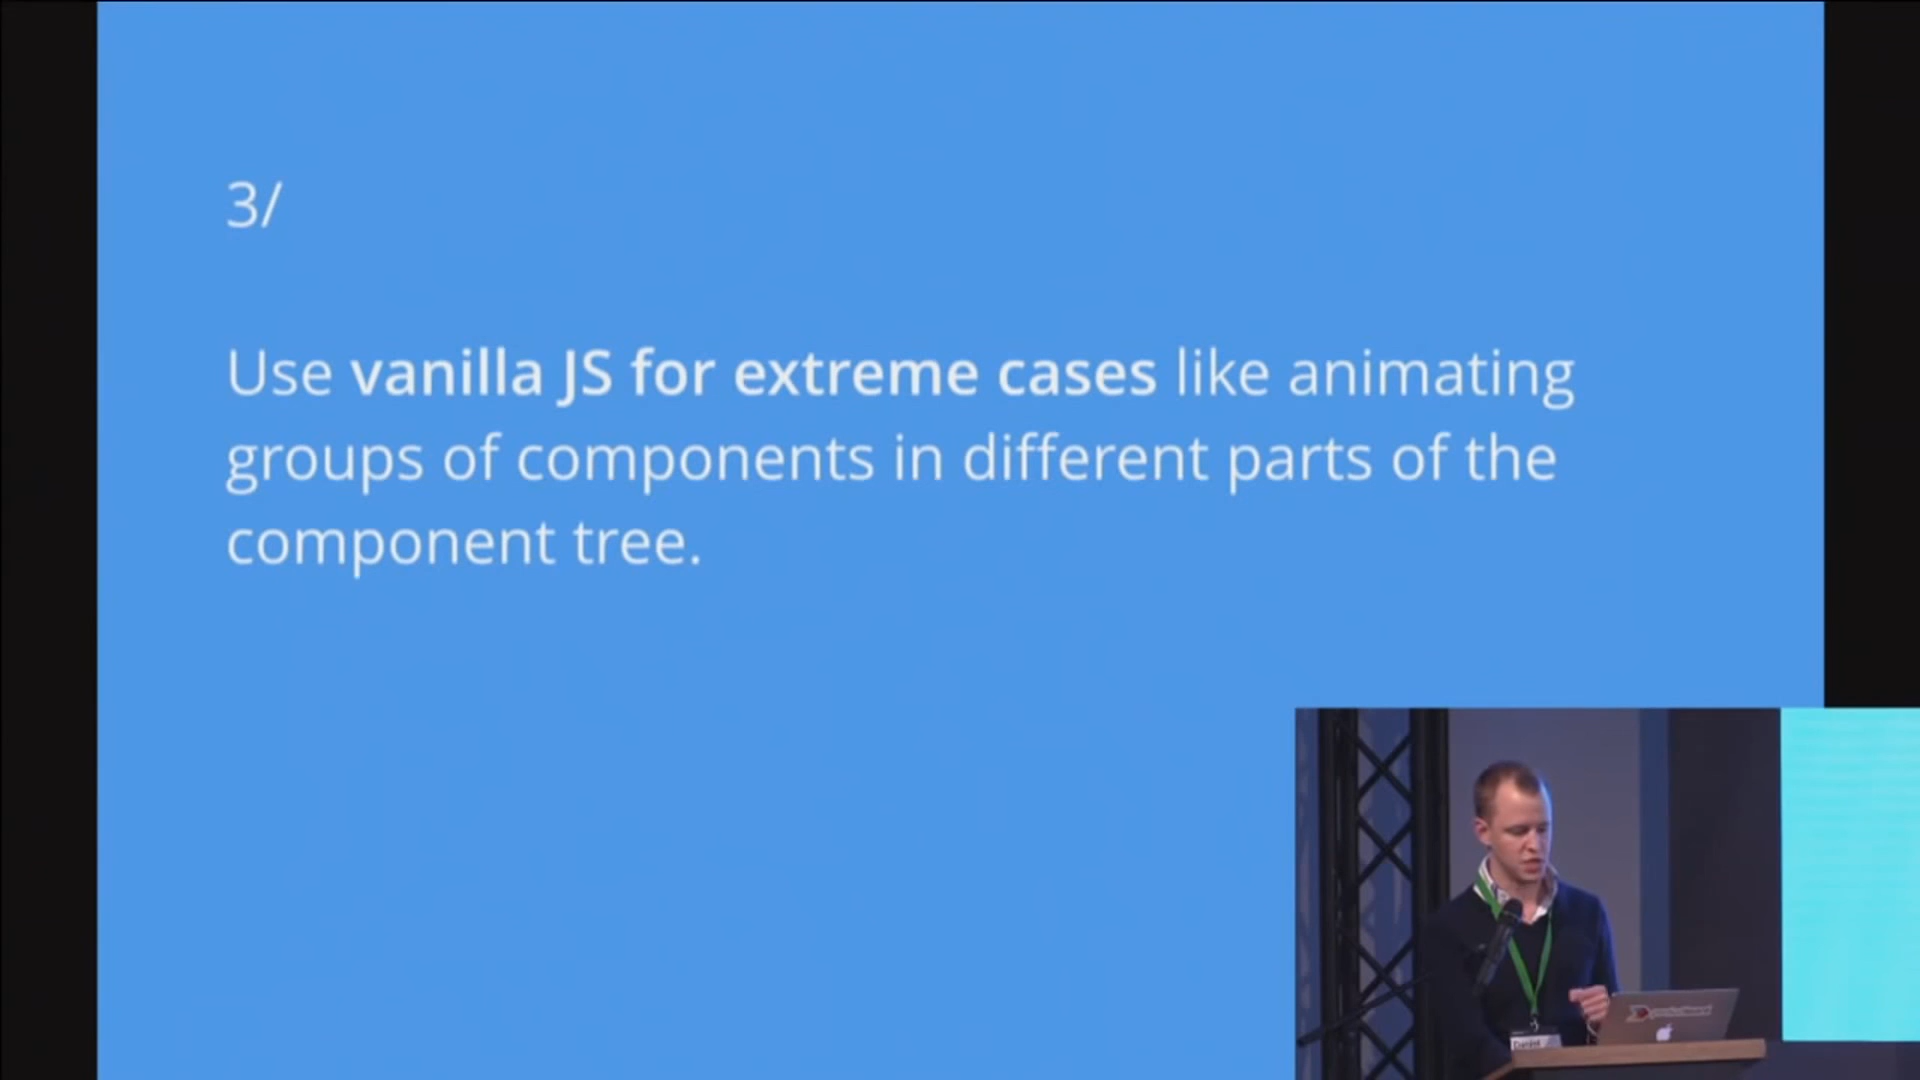 3/
Use vanilla JS for extreme cases like animating
groups of components in different parts of the
component tree.
Daniel